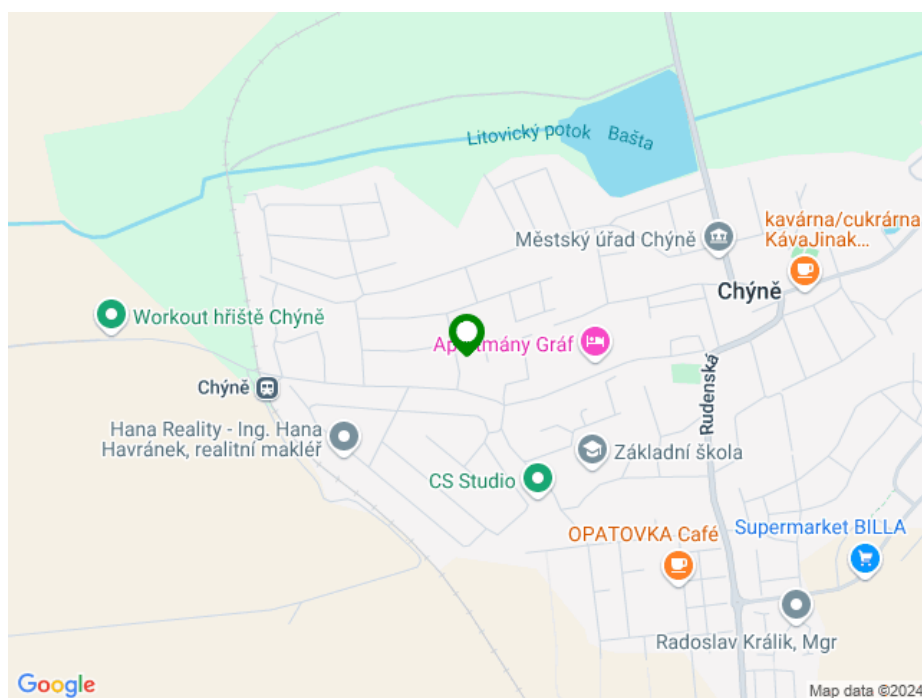 Litovický potok
Bašta
Městský úřad Chýně
kavárna/cukrárna
KávaJinak...
Chýně
Workout hřiště Chýně
Apartmány Gráf
Chýně
Rudenská
Hana Reality - Ing. Hana
Havránek, realitní makléř
Základní škola
CS Studio
OPATOVKA Café
Supermarket BILLA
Radoslav Králik, Mgr
Google
Map data ©2024